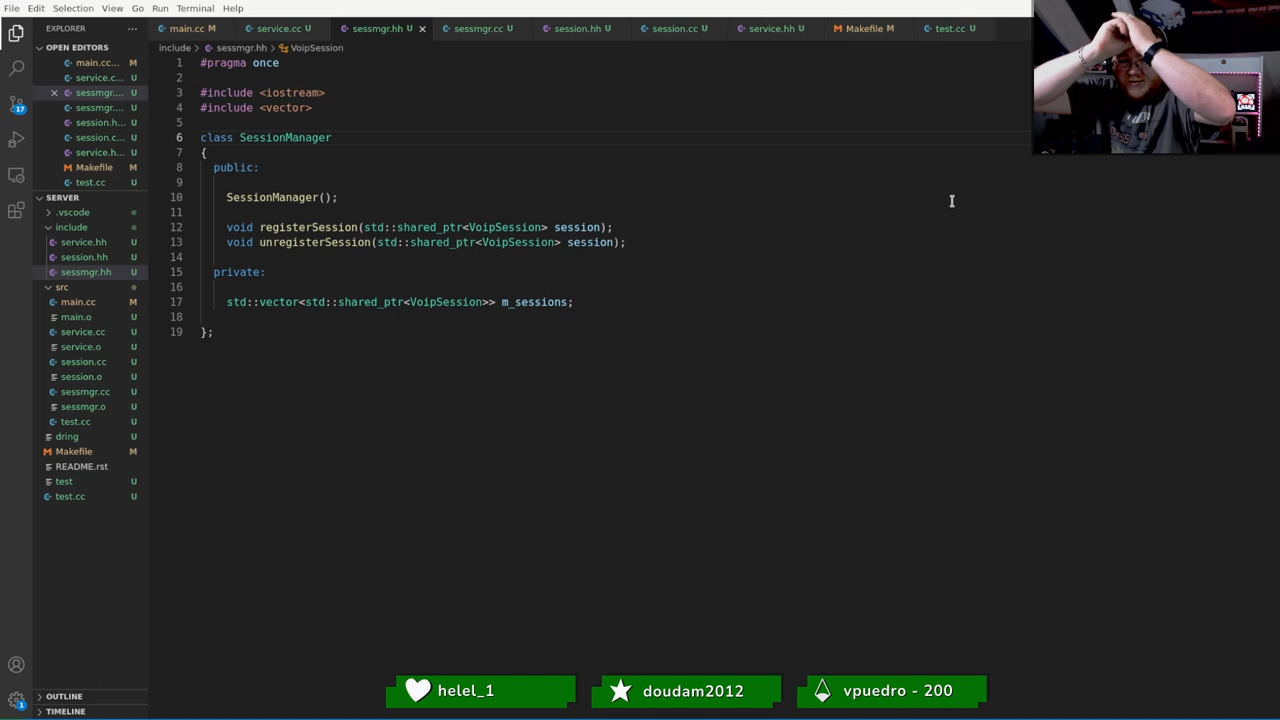 File Edit Selection View Go Run Terminal Help
EXPLORER
main.cc M
service.cc U
sessmgr.hh U
sessmgr.cc U
session.hh U
session.cc U
service.hh U
Makefile M
test.cc U
OPEN EDITORS
main.cc... M
service.c... U
sessmgr.... U
sessmgr.... U
session.h... U
session.c... U
service.h... U
Makefile M
test.cc U
SERVER
.vscode
include
service.hh U
session.hh U
sessmgr.hh U
src
main.cc M
main.o U
service.cc U
service.o U
session.cc U
session.o U
sessmgr.cc U
sessmgr.o U
test.cc U
dring U
Makefile M
README.rst
test U
test.cc U
OUTLINE
TIMELINE
17
1
include > sessmgr.hh > VoipSession
1 #pragma once
2
3 #include <iostream>
4 #include <vector>
5
6 class SessionManager
7 {
8 public:
9
10 SessionManager();
11
12 void registerSession(std::shared_ptr<VoipSession> session);
13 void unregisterSession(std::shared_ptr<VoipSession> session);
14
15 private:
16
17 std::vector<std::shared_ptr<VoipSession>> m_sessions;
18
19 };
helel_1
doudam2012
vpuedro - 200